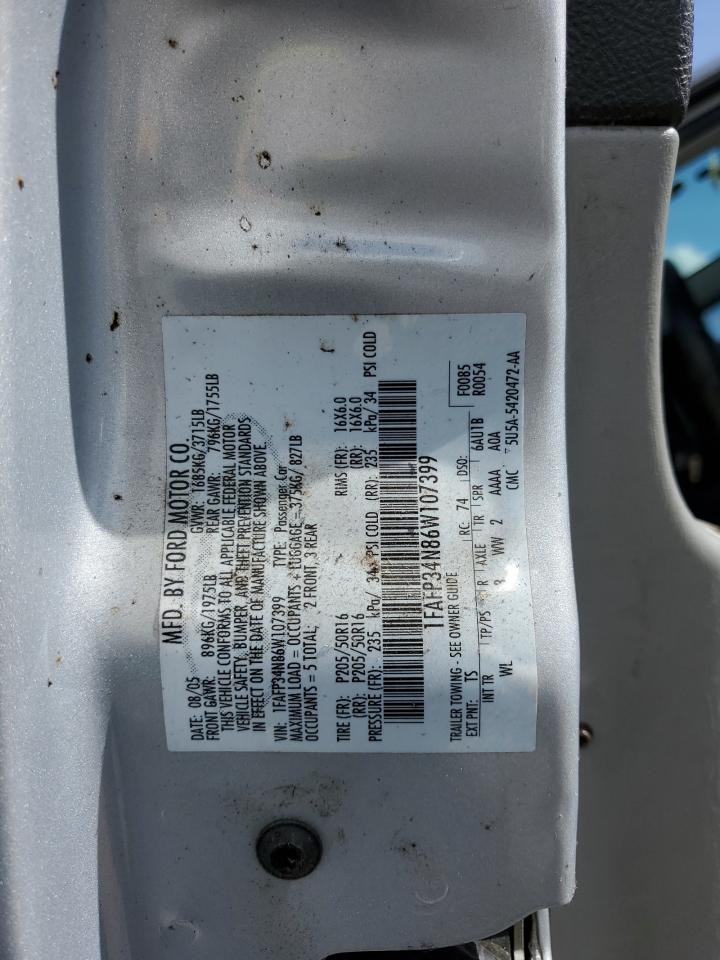 MFD. BY FORD MOTOR CO.
DATE: 08/05 GVWR: 1685KG/3715LB
FRONT GAWR: 896KG/1975LB REAR GAWR: 796KG/1755LB
THIS VEHICLE CONFORMS TO ALL APPLICABLE FEDERAL MOTOR
VEHICLE SAFETY, BUMPER, AND THEFT PREVENTION STANDARDS
IN EFFECT ON THE DATE OF MANUFACTURE SHOWN ABOVE.
VIN: 1FAFP34N86W107399 TYPE: Passenger Car
MAXIMUM LOAD = OCCUPANTS + LUGGAGE = 375KG/ 827LB
OCCUPANTS = 5 TOTAL; 2 FRONT, 3 REAR
TIRE (FR): P205/50R16 RIMS (FR): 16X6.0
(RR): P205/50R16 (RR): 16X6.0
PRESSURE (FR): 235 kPa/ 34 PSI COLD (RR): 235 kPa/ 34 PSI COLD
1FAFP34N86W107399
TRAILER TOWING - SEE OWNER GUIDE F0085
EXT PNT: TS RC: 74 DSO: R0054
INT TR TP/PS R AXLE TR SPR 6AU1B
WL 3 WW 2 AAAA AOA
CMC 5U5A-5420472-AA